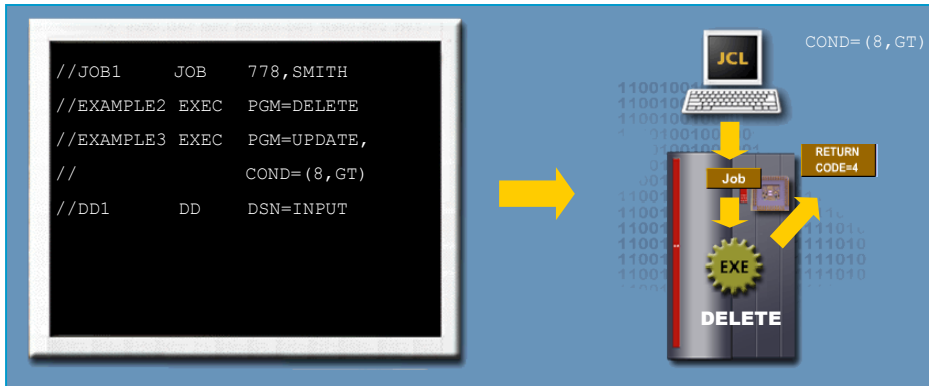 //JOB1 JOB 778,SMITH
//EXAMPLE2 EXEC PGM=DELETE
//EXAMPLE3 EXEC PGM=UPDATE,
// COND=(8,GT)
//DD1 DD DSN=INPUT
COND=(8,GT)
JCL
RETURN
CODE=4
Job
EXE
DELETE